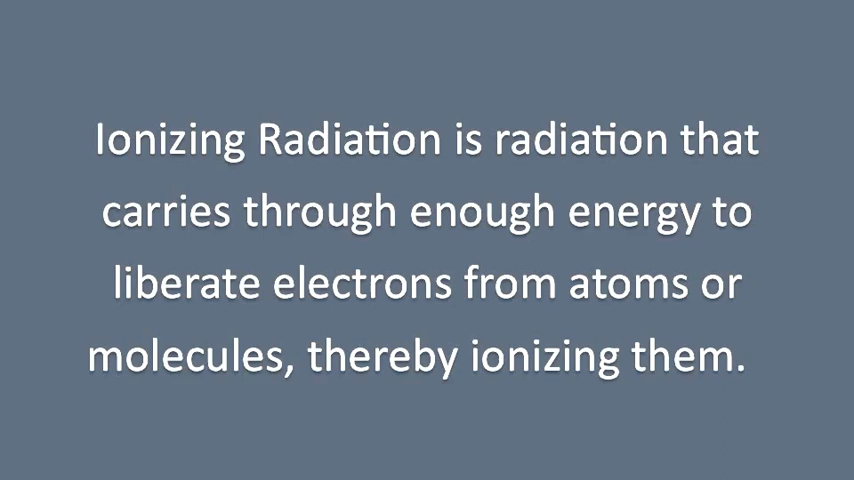 Ionizing Radiation is radiation that
carries through enough energy to
liberate electrons from atoms or
molecules, thereby ionizing them.